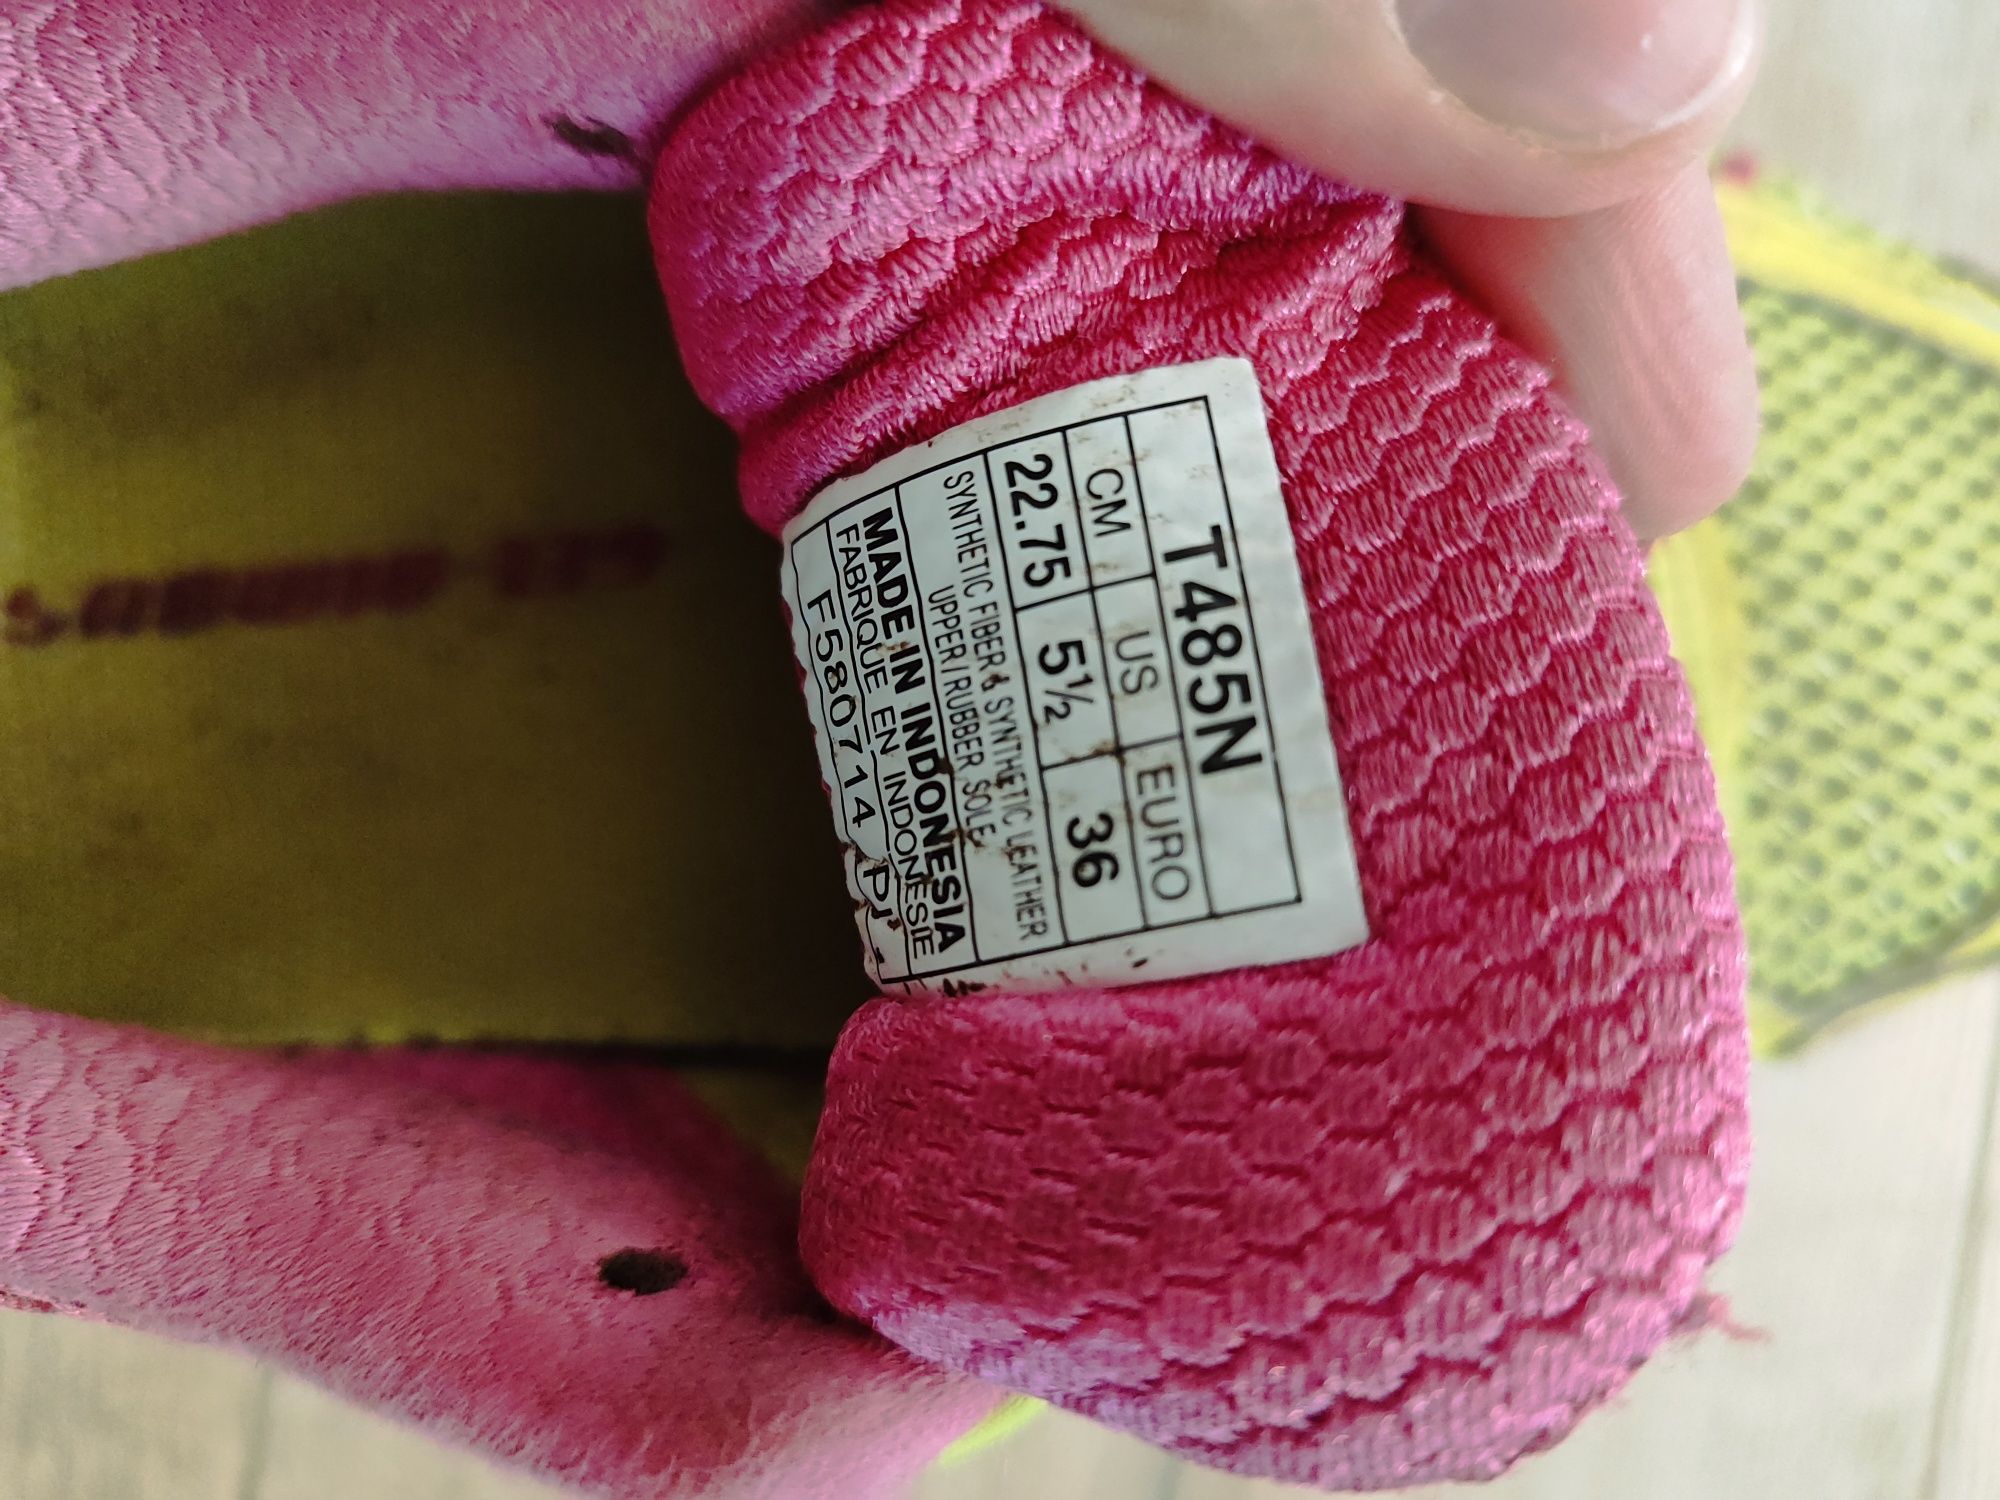 T485N
CM US EURO
22.75 5½ 36
SYNTHETIC FIBER & SYNTHETIC LEATHER
UPPER/RUBBER SOLE
MADE IN INDONESIA
FABRIQUE EN INDONESIE
F580714